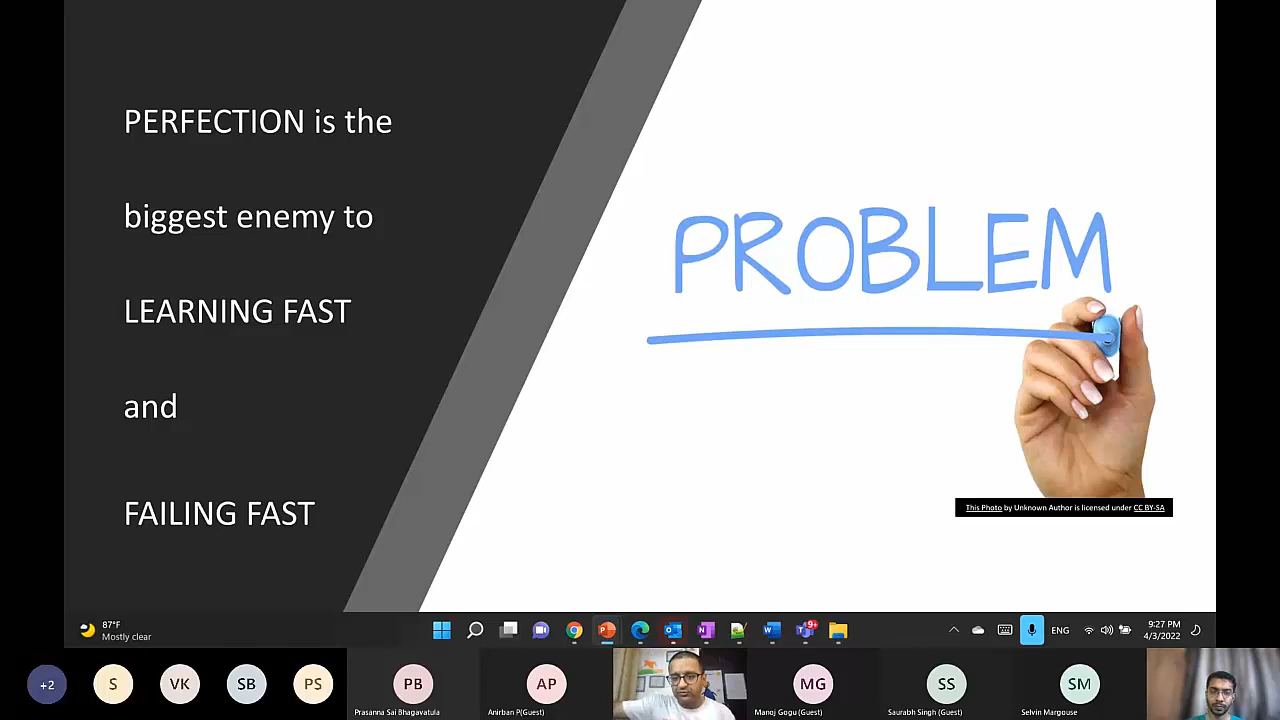 PERFECTION is the
biggest enemy to
LEARNING FAST
and
FAILING FAST
PROBLEM
This Photo by Unknown Author is licensed under CC BY-SA
87°F
Mostly clear
9+
ENG
9:27 PM
4/3/2022
+2
S
VK
SB
PS
PB
Prasanna Sai Bhagavatula
AP
Anirban P(Guest)
MG
Manoj Gogu (Guest)
SS
Saurabh Singh (Guest)
SM
Selvin Margouse